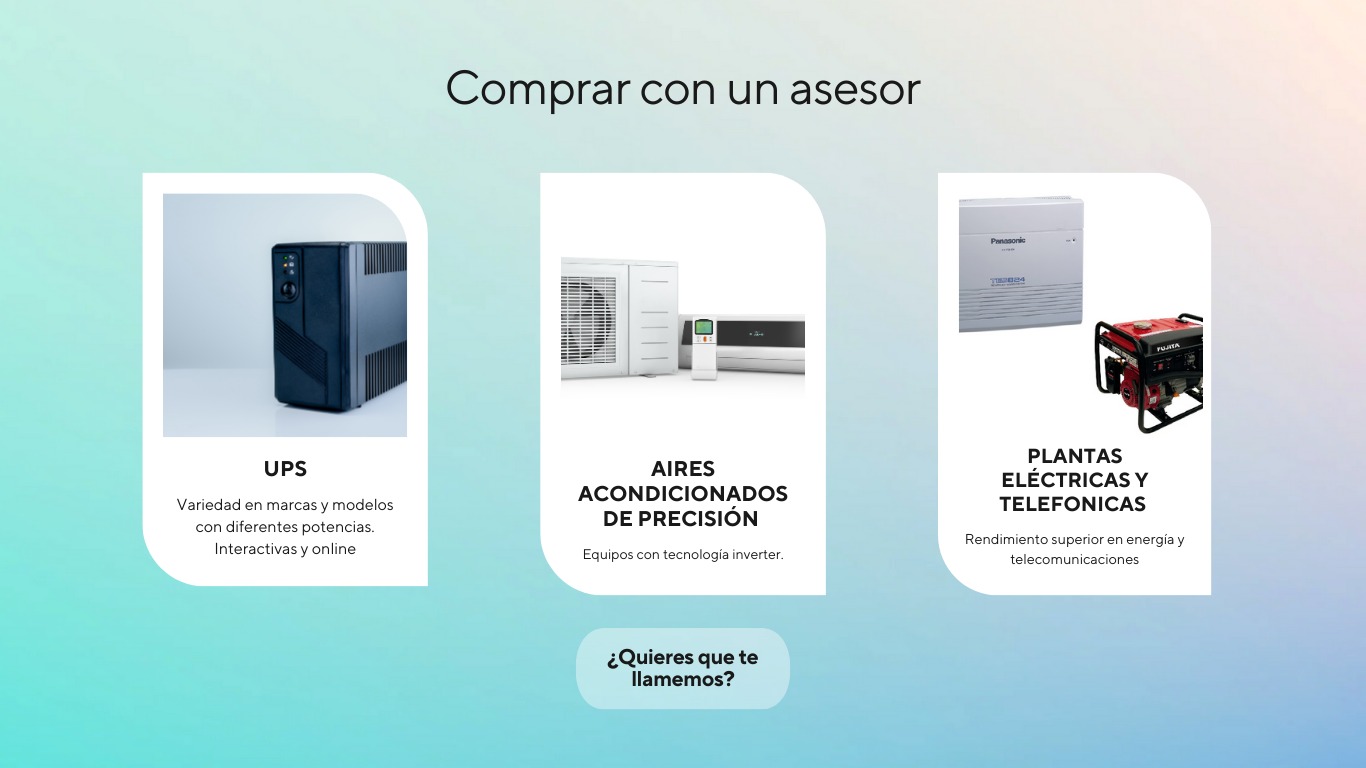 Comprar con un asesor
UPS
Variedad en marcas y modelos
con diferentes potencias.
Interactivas y online
AIRES
ACONDICIONADOS
DE PRECISIÓN
Equipos con tecnología inverter.
Panasonic
FUJITA
PLANTAS
ELÉCTRICAS Y
TELEFONICAS
Rendimiento superior en energía y
telecomunicaciones
¿Quieres que te
llamemos?